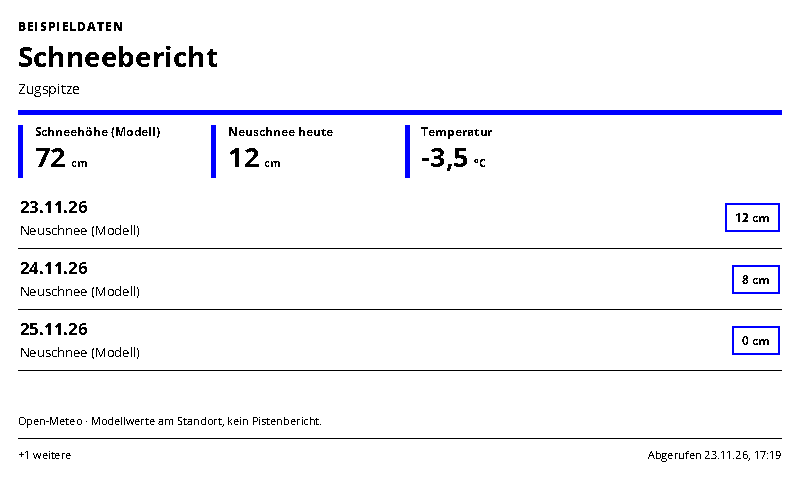 BEISPIELDATEN
Schneebericht
Zugspitze
Schneehöhe (Modell)
72 cm
Neuschnee heute
12 cm
Temperatur
-3,5 °C
23.11.26
Neuschnee (Modell)
12 cm
24.11.26
Neuschnee (Modell)
8 cm
25.11.26
Neuschnee (Modell)
0 cm
Open-Meteo · Modellwerte am Standort, kein Pistenbericht.
+1 weitere
Abgerufen 23.11.26, 17:19